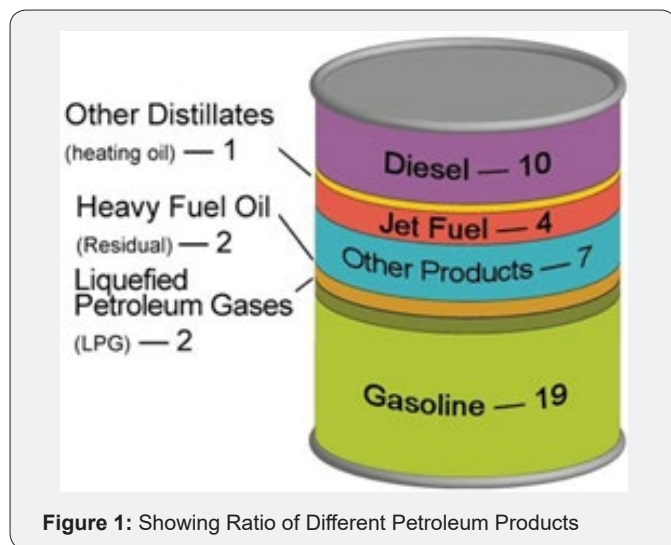 Other Distillates
(heating oil) — 1
Heavy Fuel Oil
(Residual) — 2
Liquefied
Petroleum Gases
(LPG) — 2
Diesel — 10
Jet Fuel — 4
Other Products — 7
Gasoline — 19
Figure 1: Showing Ratio of Different Petroleum Products